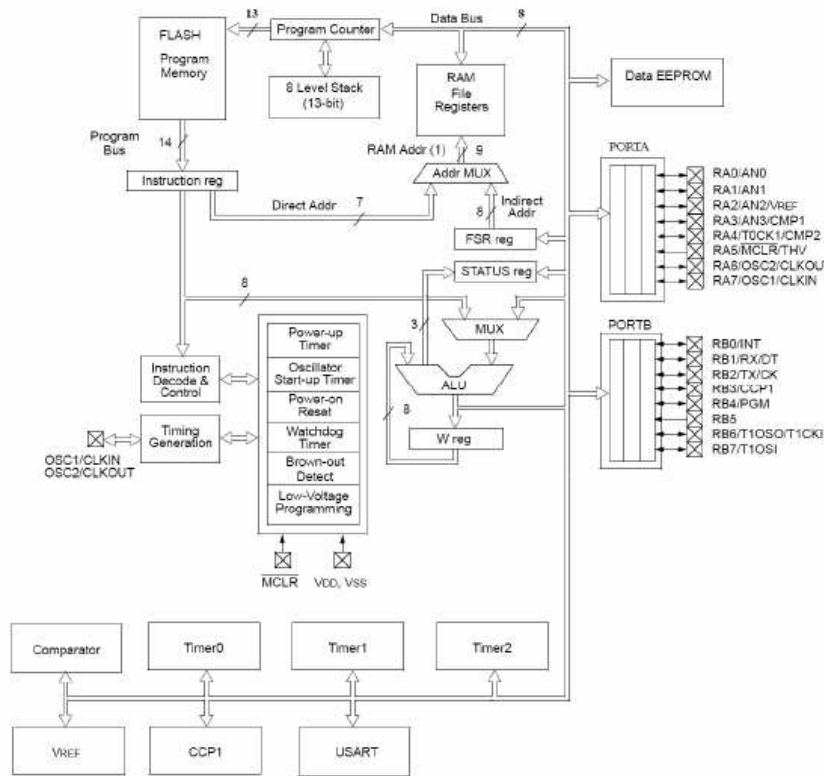 13
Data Bus
8
FLASH
Program
Memory
Program Counter
8 Level Stack
(13-bit)
RAM
File
Registers
Data EEPROM
Program
Bus
14
RAM Addr (1)
9
Addr MUX
Instruction reg
Direct Addr
7
8
Indirect
Addr
FSR reg
STATUS reg
8
3
MUX
ALU
8
W reg
Instruction
Decode &
Control
Timing
Generation
OSC1/CLKIN
OSC2/CLKOUT
Power-up
Timer
Oscillator
Start-up Timer
Power-on
Reset
Watchdog
Timer
Brown-out
Detect
Low-Voltage
Programming
MCLR
VDD, VSS
PORTA
RA0/AN0
RA1/AN1
RA2/AN2/VREF
RA3/AN3/CMP1
RA4/T0CK1/CMP2
RA5/MCLR/THV
RA6/OSC2/CLKOUT
RA7/OSC1/CLKIN
PORTB
RB0/INT
RB1/RX/DT
RB2/TX/CK
RB3/CCP1
RB4/PGM
RB5
RB6/T1OSO/T1CKI
RB7/T1OSI
Comparator
Timer0
Timer1
Timer2
VREF
CCP1
USART